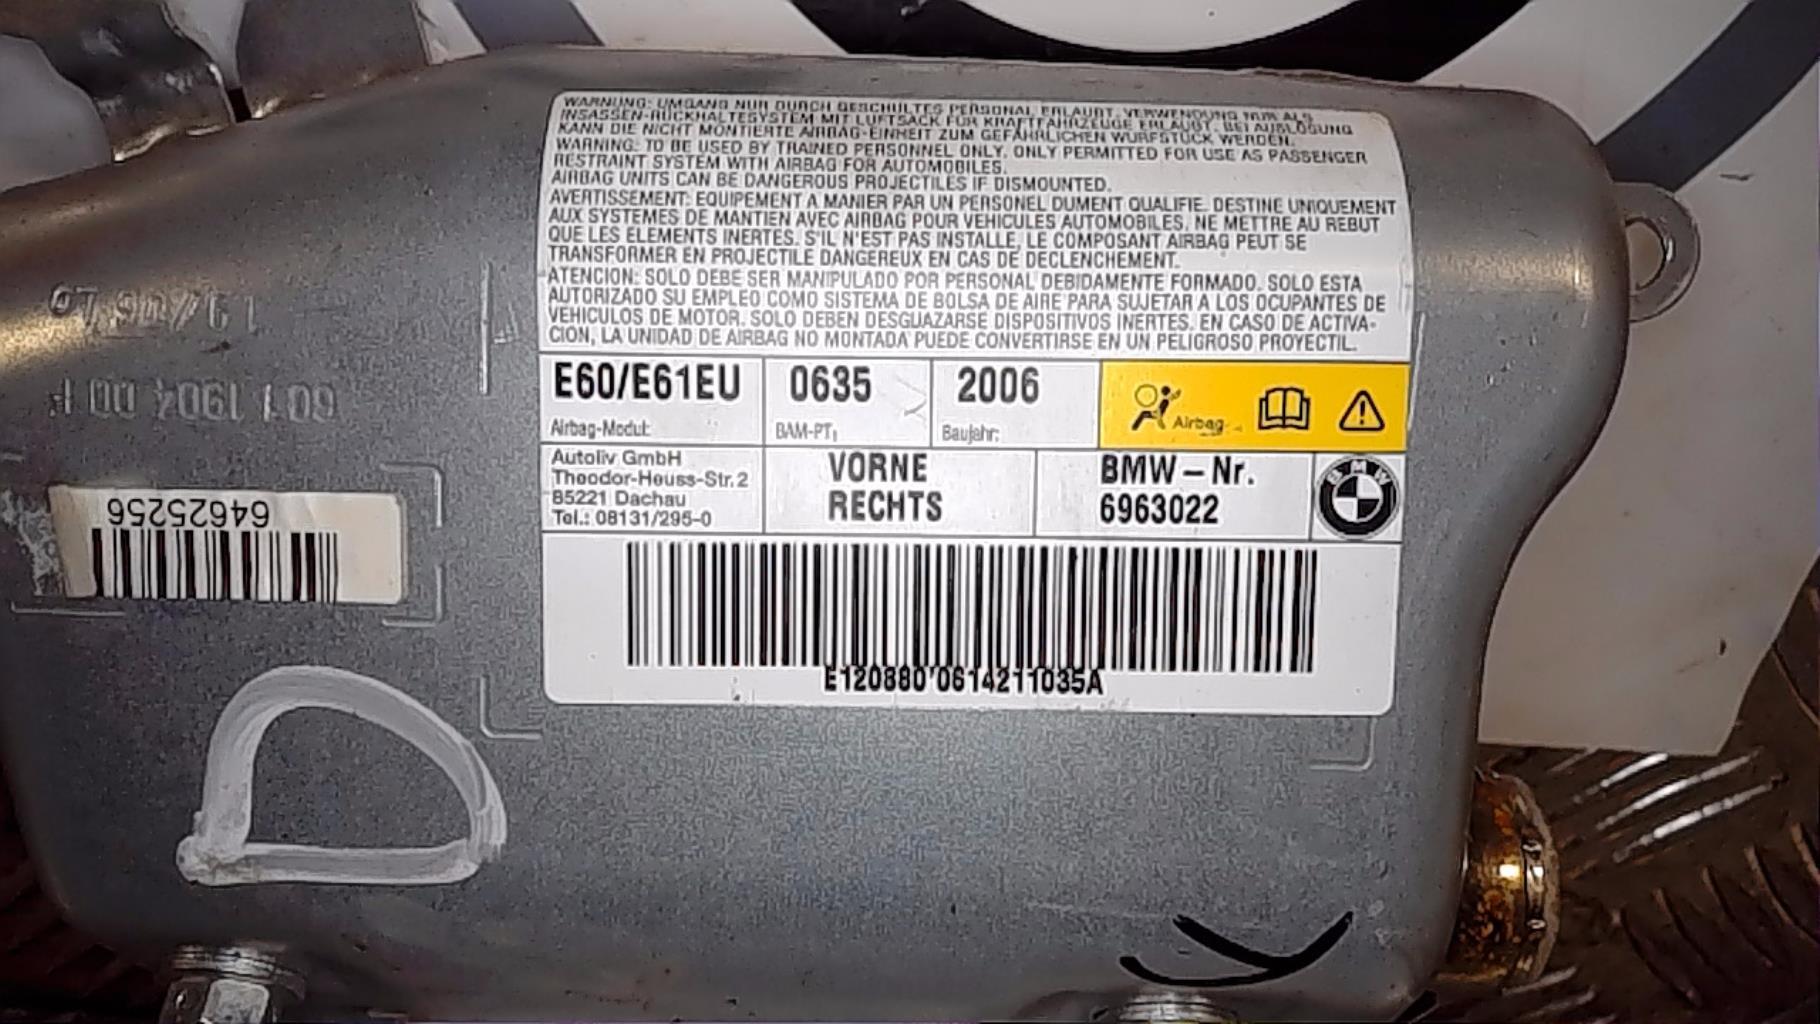 WARNUNG: UMGANG NUR DURCH GESCHULTES PERSONAL ERLAUBT. VERWENDUNG NUR ALS
INSASSEN-RÜCKHALTESYSTEM MIT LUFTSACK FÜR KRAFTFAHRZEUGE ERLAUBT. BEI AUSLÖSUNG
KANN DIE NICHT MONTIERTE AIRBAG-EINHEIT ZUM GEFÄHRLICHEN WURFSTÜCK WERDEN.
WARNING: TO BE USED BY TRAINED PERSONNEL ONLY. ONLY PERMITTED FOR USE AS PASSENGER
RESTRAINT SYSTEM WITH AIRBAG FOR AUTOMOBILES.
AIRBAG UNITS CAN BE DANGEROUS PROJECTILES IF DISMOUNTED.
AVERTISSEMENT: EQUIPEMENT A MANIER PAR UN PERSONEL DUMENT QUALIFIE. DESTINE UNIQUEMENT
AUX SYSTEMES DE MANTIEN AVEC AIRBAG POUR VEHICULES AUTOMOBILES. NE METTRE AU REBUT
QUE LES ELEMENTS INERTES. S'IL N'EST PAS INSTALLE, LE COMPOSANT AIRBAG PEUT SE
TRANSFORMER EN PROJECTILE DANGEREUX EN CAS DE DECLENCHEMENT.
ATENCION: SOLO DEBE SER MANIPULADO POR PERSONAL DEBIDAMENTE FORMADO. SOLO ESTA
AUTORIZADO SU EMPLEO COMO SISTEMA DE BOLSA DE AIRE PARA SUJETAR A LOS OCUPANTES DE
VEHICULOS DE MOTOR. SOLO DEBEN DESGUAZARSE DISPOSITIVOS INERTES. EN CASO DE ACTIVA-
CION, LA UNIDAD DE AIRBAG NO MONTADA PUEDE CONVERTIRSE EN UN PELIGROSO PROYECTIL.
E60/E61EU 0635 2006
Airbag-Modul: BAM-PT1 Baujahr: Airbag
Autoliv GmbH
Theodor-Heuss-Str. 2
85221 Dachau
Tel.: 08131/295-0
VORNE
RECHTS
BMW-Nr.
6963022
BMW
E120880'0614211035A
64625256
D